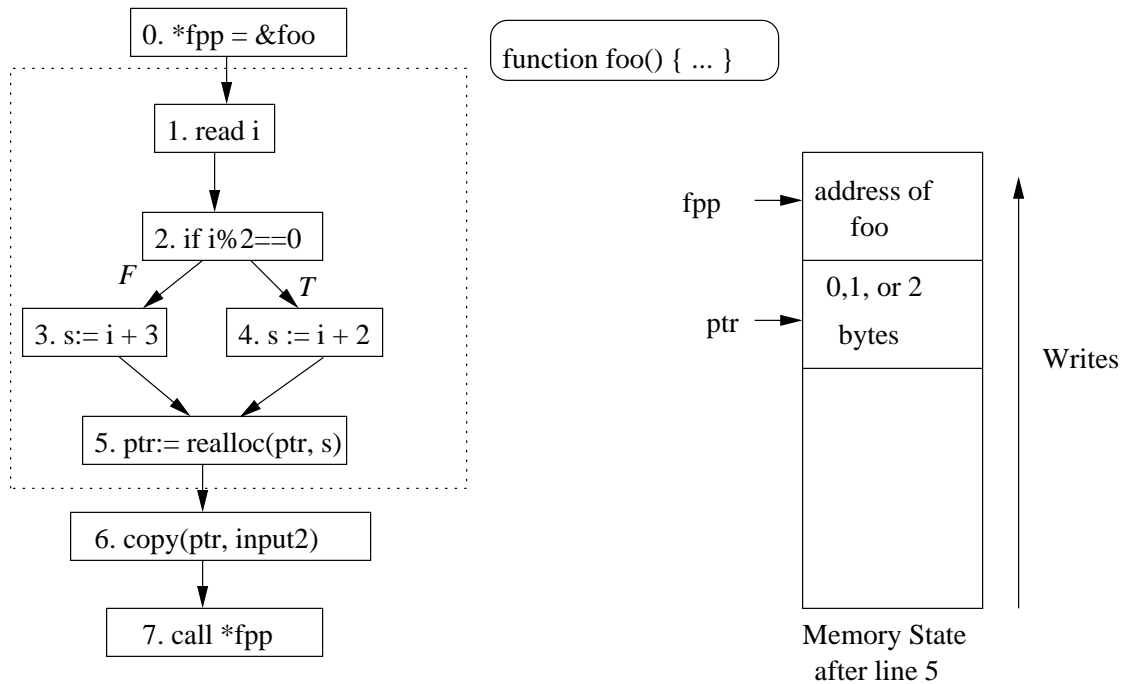 0. *fpp = &foo
function foo() { ... }
1. read i
2. if i%2==0
F
T
3. s:= i + 3
4. s := i + 2
5. ptr:= realloc(ptr, s)
6. copy(ptr, input2)
7. call *fpp
fpp
address of
foo
ptr
0,1, or 2
bytes
Writes
Memory State
after line 5